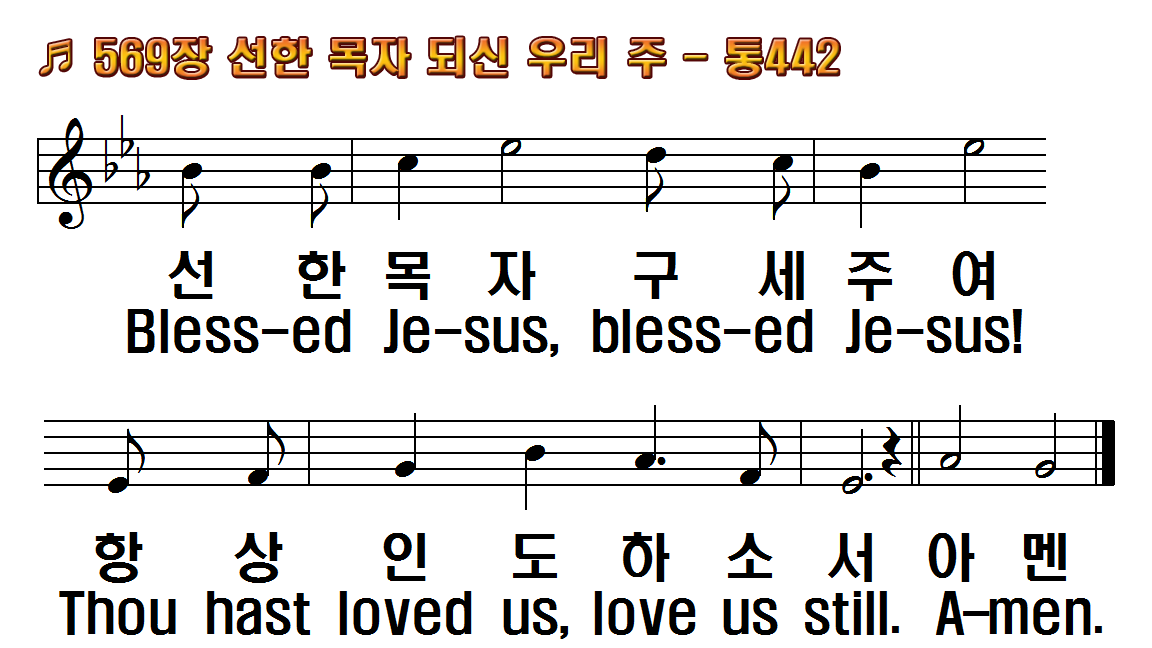 ♬ 569장 선한 목자 되신 우리 주 - 통442
선 한 목 자 구 세 주 여
Bless-ed Je-sus, bless-ed Je-sus!
항 상 인 도 하 소 서 아 멘
Thou hast loved us, love us still. A-men.